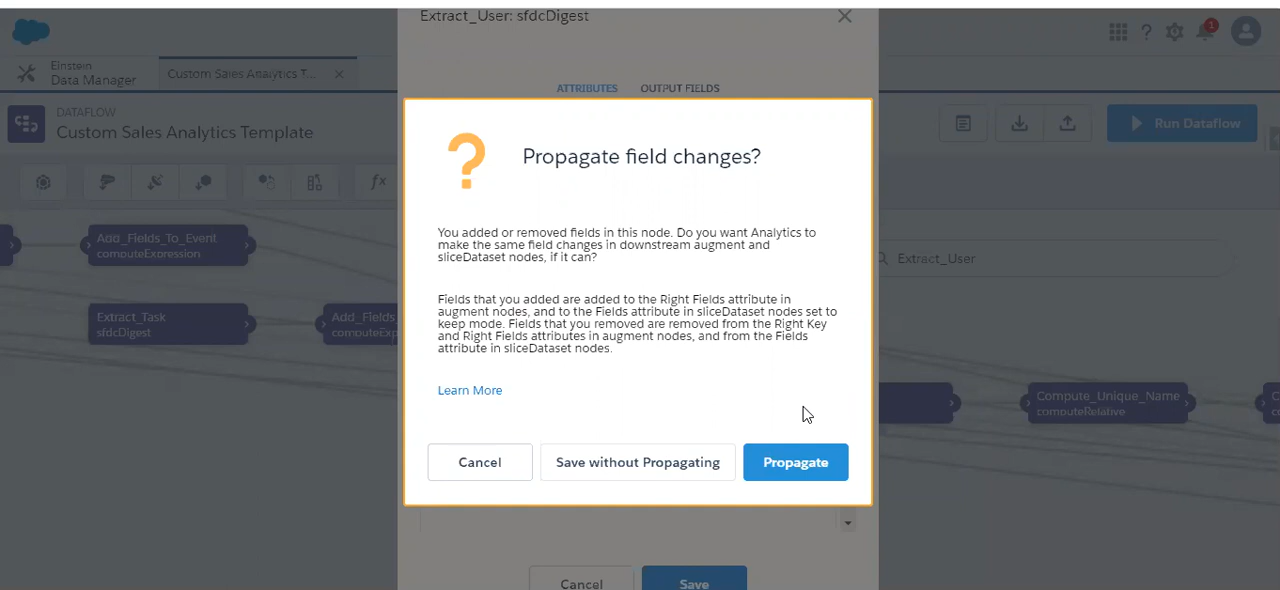 Extract_User: sfdcDigest
1
Einstein
Data Manager
Custom Sales Analytics T...
ATTRIBUTES
OUTPUT FIELDS
DATAFLOW
Custom Sales Analytics Template
Run Dataflow
Propagate field changes?
fx
You added or removed fields in this node. Do you want Analytics to
make the same field changes in downstream augment and
sliceDataset nodes, if it can?
Add_Fields_To_Event
computeExpression
Extract_User
Fields that you added are added to the Right Fields attribute in
augment nodes, and to the Fields attribute in sliceDataset nodes set to
keep mode. Fields that you removed are removed from the Right Key
and Right Fields attributes in augment nodes, and from the Fields
attribute in sliceDataset nodes.
Extract_Task
sfdcDigest
Add_Fields
computeExp
Learn More
Compute_Unique_Name
computeRelative
Cancel
Save without Propagating
Propagate
Cancel
Save